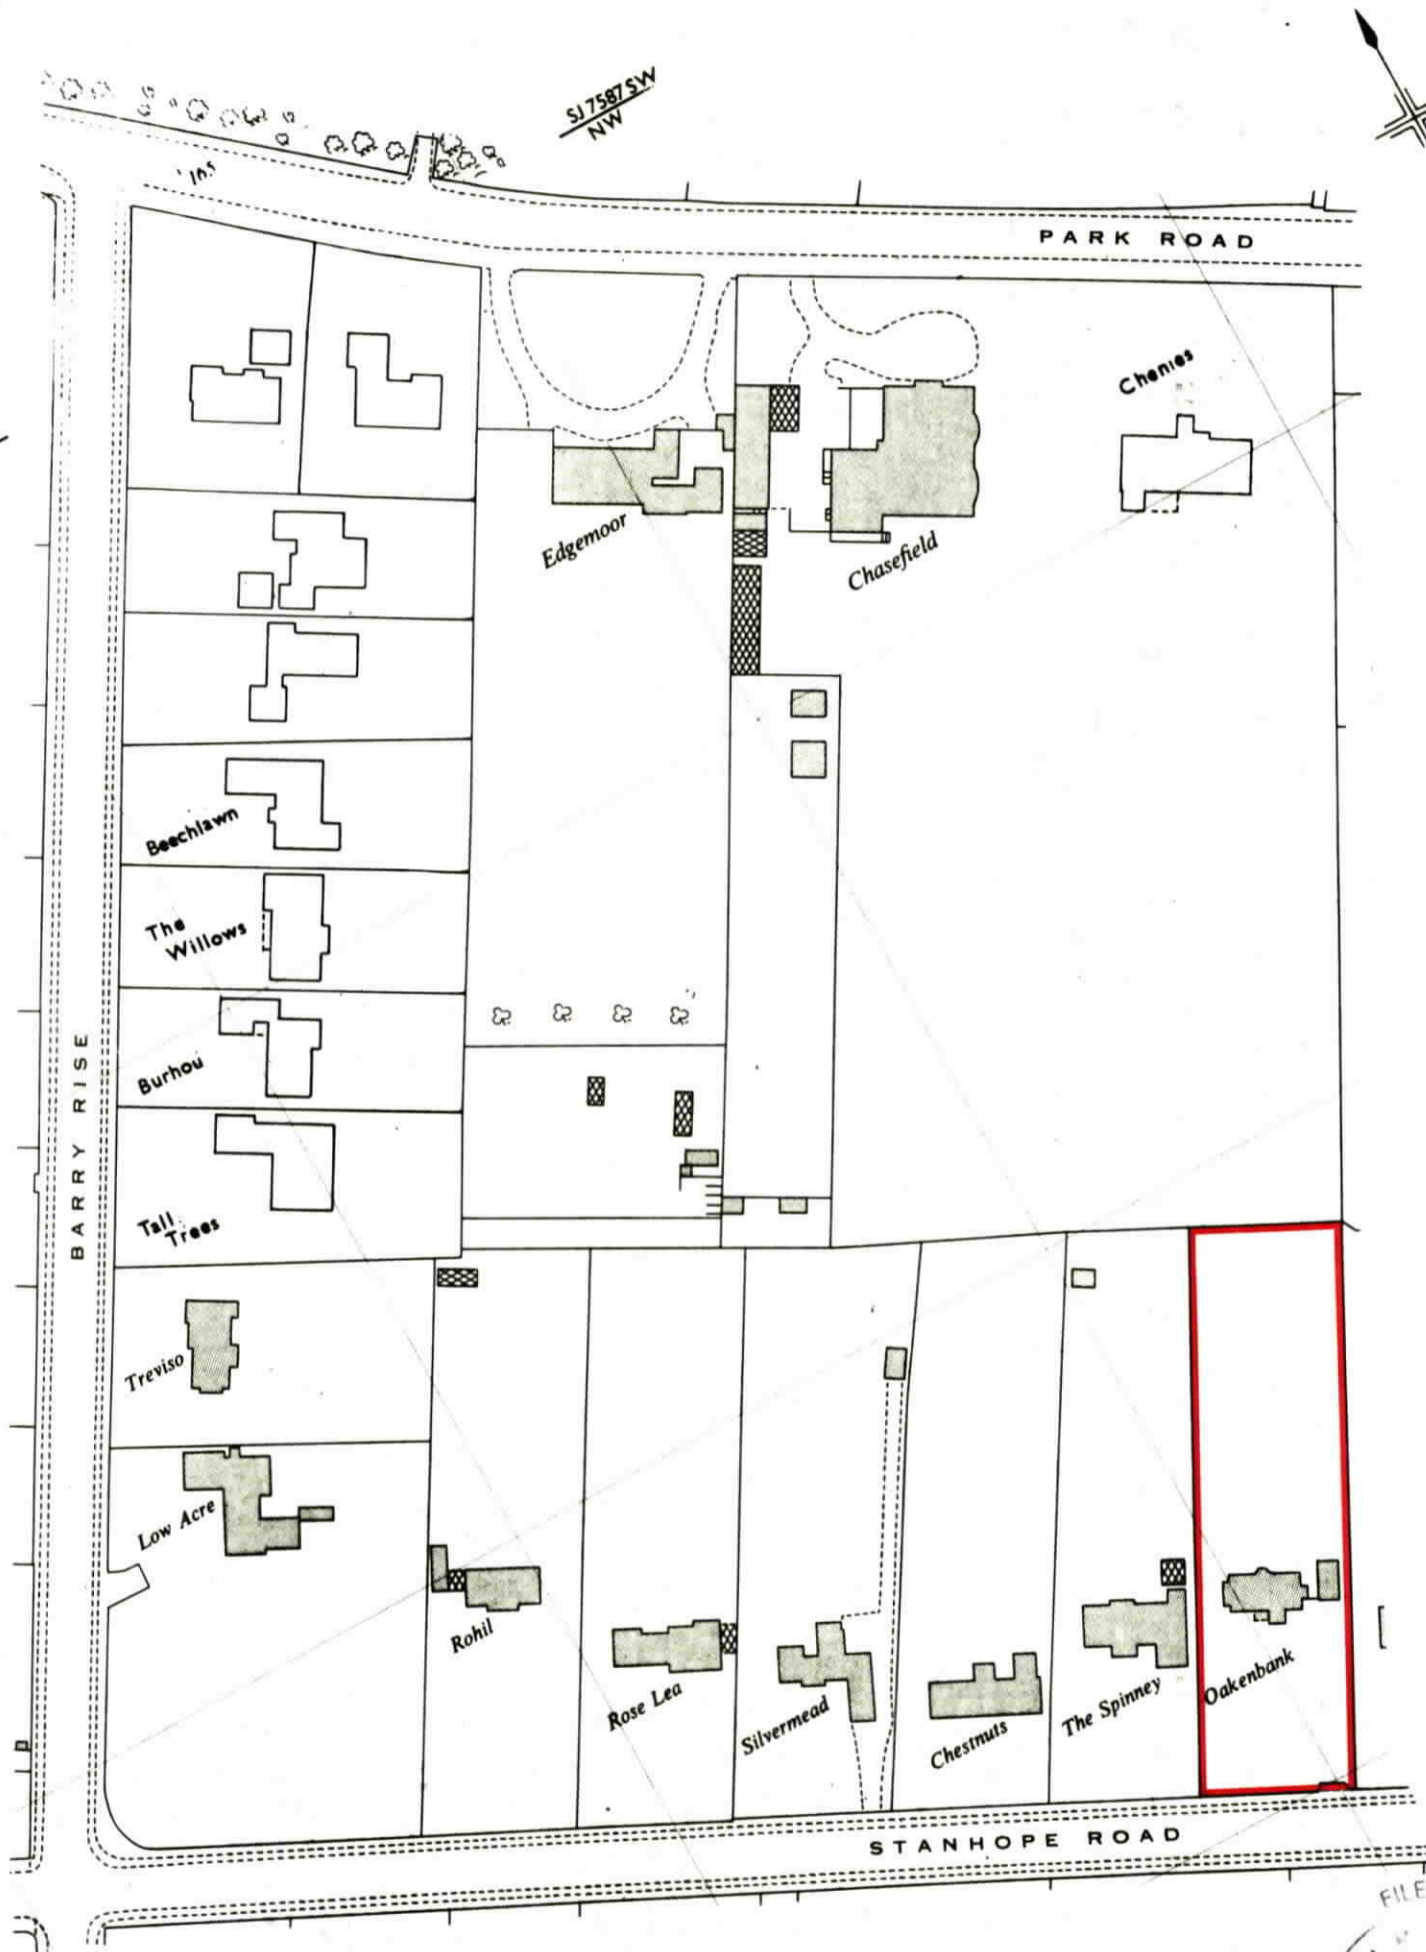 SJ 7587 SW
NW
165
PARK ROAD
Chenies
Edgemoor
Chasefield
Beechlawn
The
Willows
Burhou
BARRY RISE
Tall
Trees
Treviso
Low Acre
Rohil
Rose Lea
Silvermead
Chestnuts
The Spinney
Oakenbank
STANHOPE ROAD
FILE